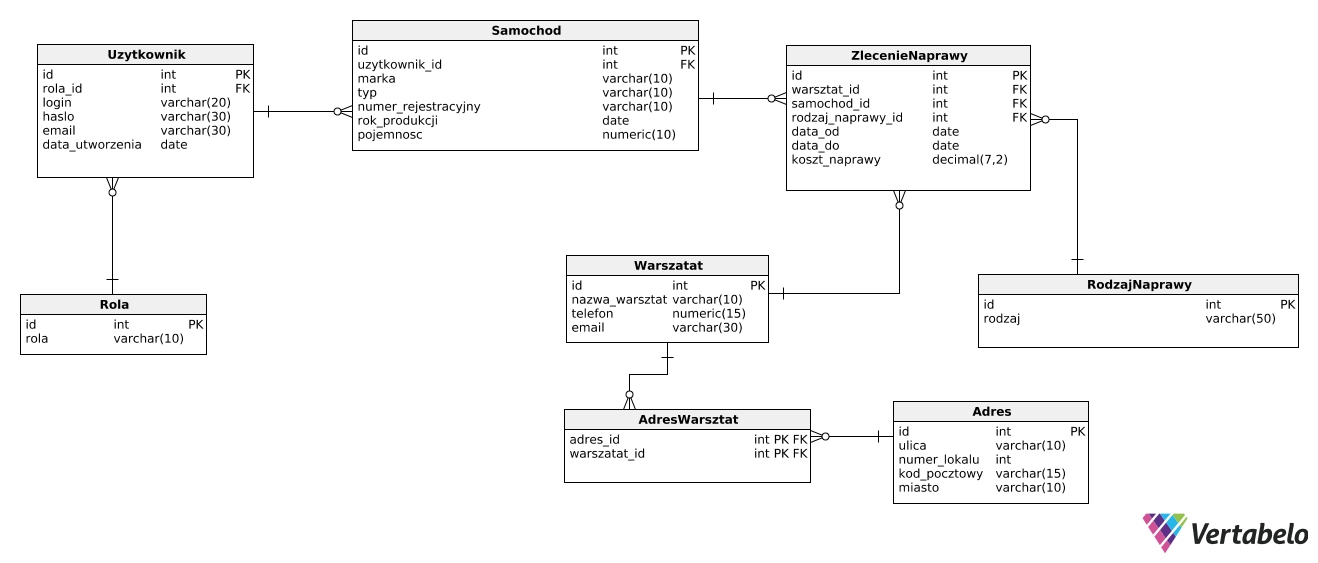 Uzytkownik
id int PK
rola_id int FK
login varchar(20)
haslo varchar(30)
email varchar(30)
data_utworzenia date
Samochod
id int PK
uzytkownik_id int FK
marka varchar(10)
typ varchar(10)
numer_rejestracyjny varchar(10)
rok_produkcji date
pojemnosc numeric(10)
ZlecenieNaprawy
id int PK
warsztat_id int FK
samochod_id int FK
rodzaj_naprawy_id int FK
data_od date
data_do date
koszt_naprawy decimal(7,2)
Rola
id int PK
rola varchar(10)
Warszatat
id int PK
nazwa_warsztat varchar(10)
telefon numeric(15)
email varchar(30)
RodzajNaprawy
id int PK
rodzaj varchar(50)
AdresWarsztat
adres_id int PK FK
warszatat_id int PK FK
Adres
id int PK
ulica varchar(10)
numer_lokalu int
kod_pocztowy varchar(15)
miasto varchar(10)
Vertabelo